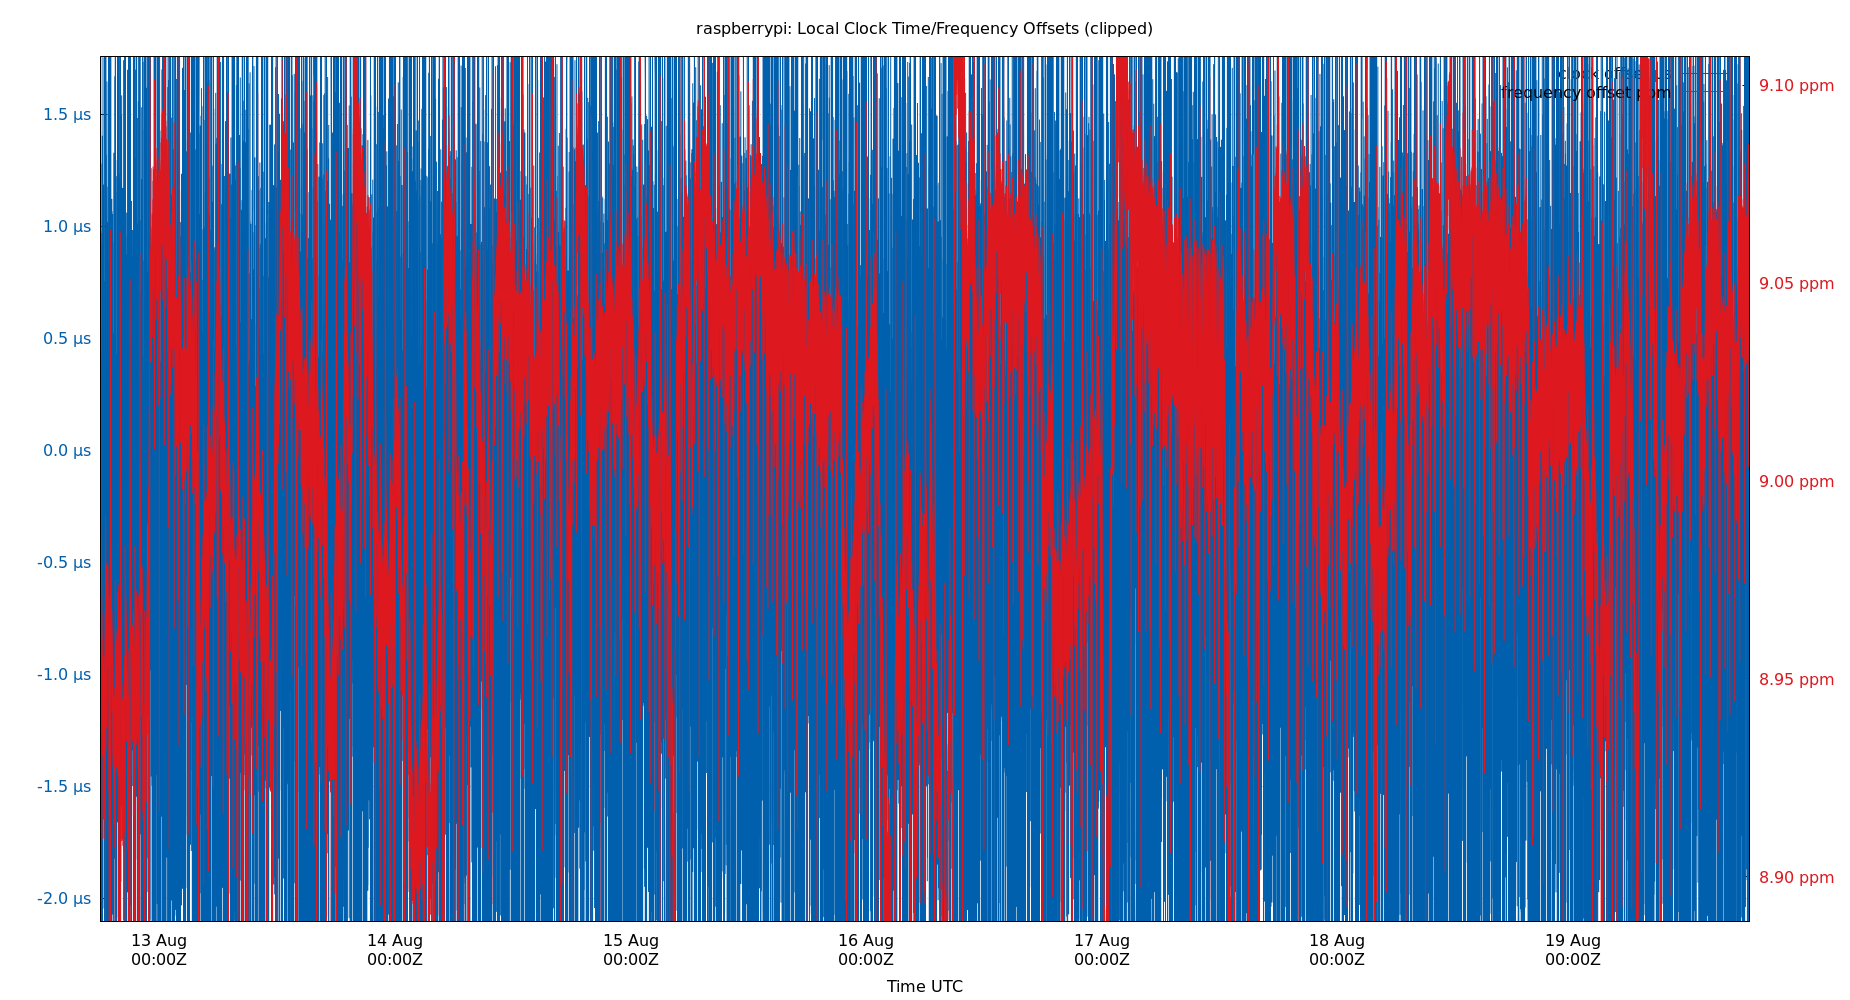 raspberrypi: Local Clock Time/Frequency Offsets (clipped)
clock offset µs
frequency offset ppm
1.5 µs
1.0 µs
0.5 µs
0.0 µs
-0.5 µs
-1.0 µs
-1.5 µs
-2.0 µs
9.10 ppm
9.05 ppm
9.00 ppm
8.95 ppm
8.90 ppm
13 Aug 14 Aug 15 Aug 16 Aug 17 Aug 18 Aug 19 Aug
00:00Z 00:00Z 00:00Z 00:00Z 00:00Z 00:00Z 00:00Z
Time UTC